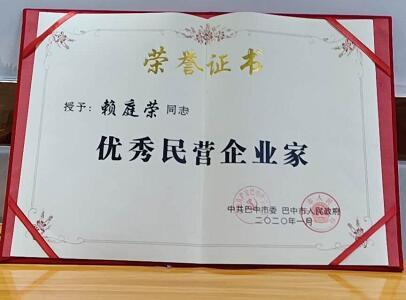 荣誉证书
授予：赖庭荣同志
优秀民营企业家
中共巴中市委 巴中市人民政府
二〇二〇年一月